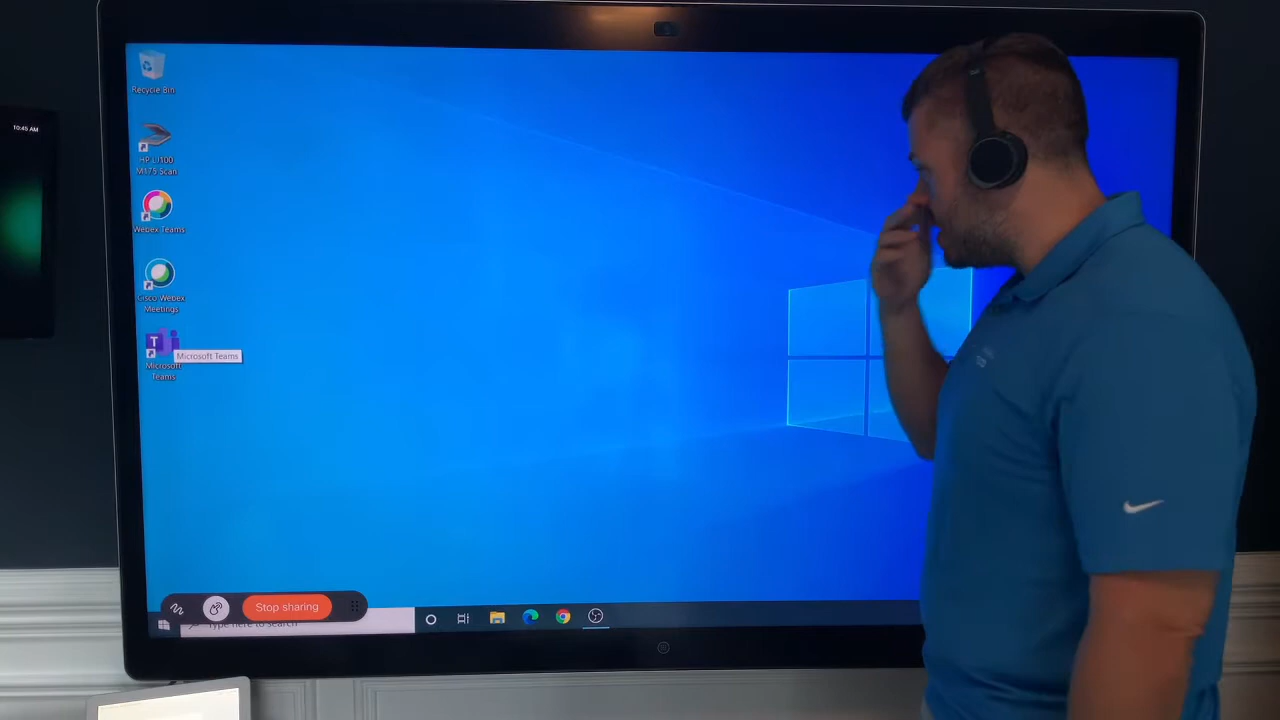 10:45 AM
Recycle Bin
HP LJ100
M175 Scan
Webex Teams
Cisco Webex
Meetings
Microsoft Teams
Microsoft
Teams
Stop sharing
Type here to search